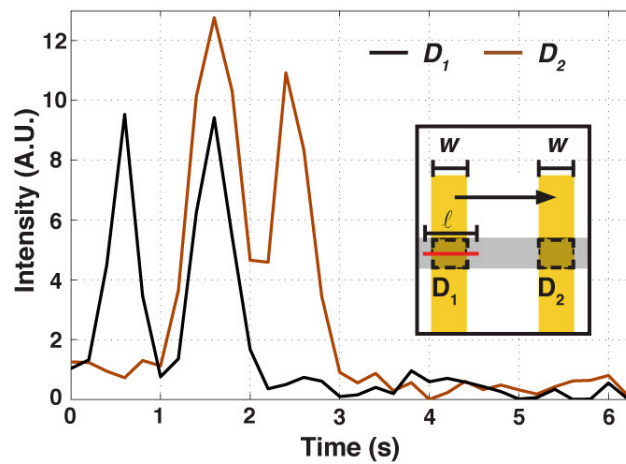 12
10
8
6
4
2
0
Intensity (A.U.)
D1 D2
w w
ℓ
D1 D2
0 1 2 3 4 5 6
Time (s)